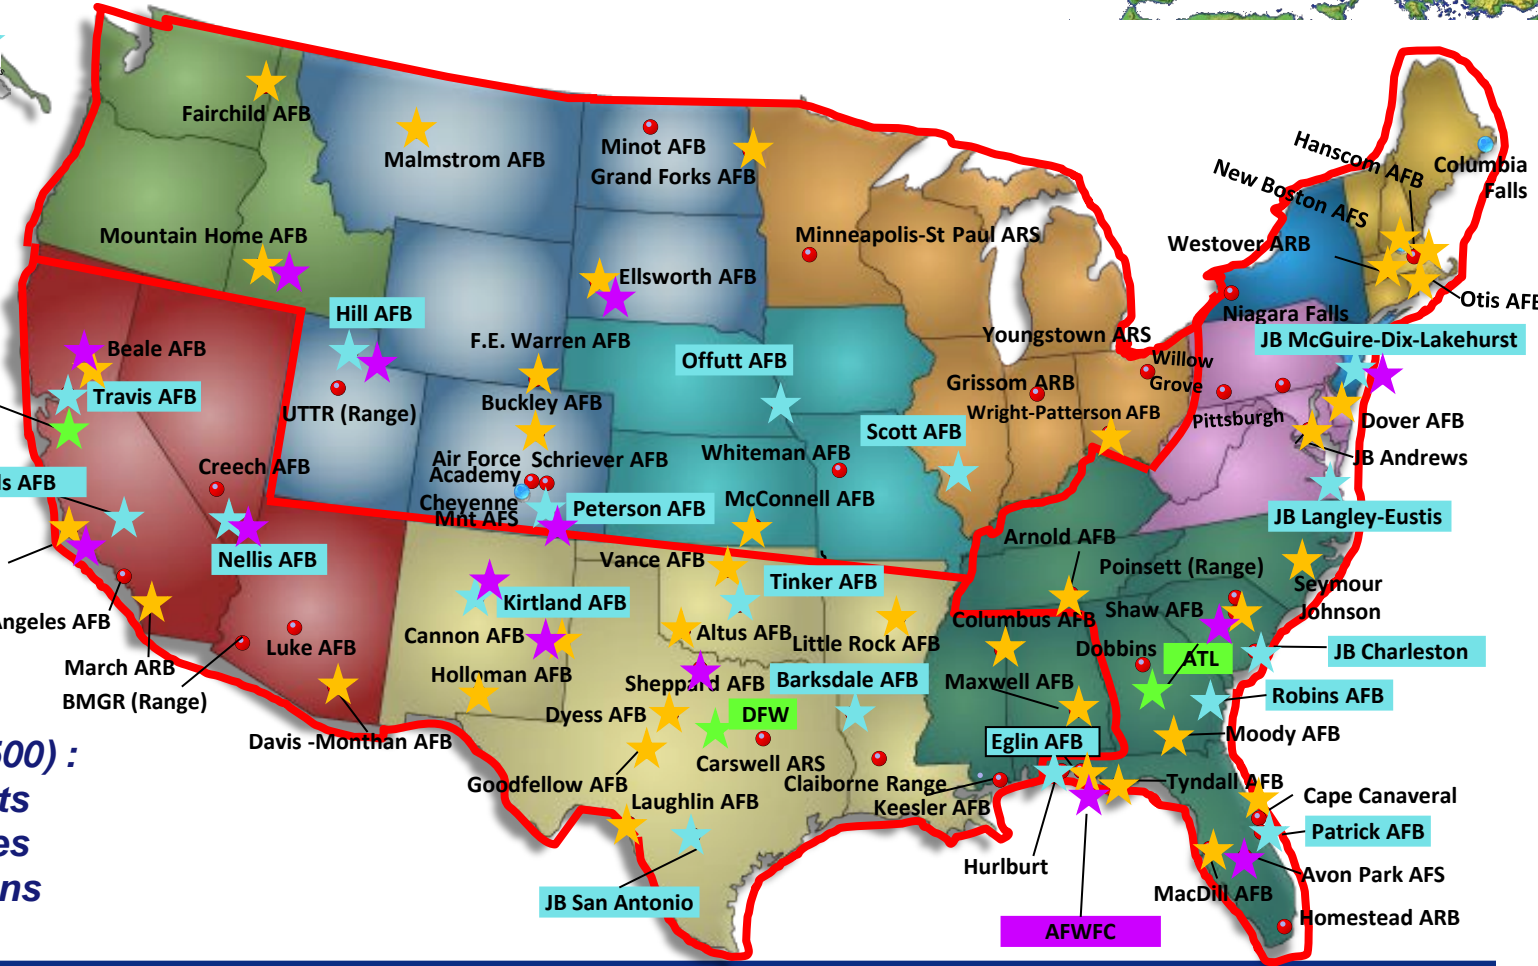 Fairchild AFB
Malmstrom AFB
Minot AFB
Grand Forks AFB
Hanscom AFB
Columbia
Falls
New Boston AFS
Mountain Home AFB
Minneapolis-St Paul ARS
Westover ARB
Ellsworth AFB
Otis AFB
Hill AFB
Niagara Falls
F.E. Warren AFB
Youngstown ARS
JB McGuire-Dix-Lakehurst
Beale AFB
Offutt AFB
Willow
Grove
Travis AFB
UTTR (Range)
Buckley AFB
Grissom ARB
Wright-Patterson AFB
Pittsburgh
Dover AFB
Scott AFB
Whiteman AFB
JB Andrews
Creech AFB
Air Force
Academy
Schriever AFB
ls AFB
Cheyenne
Mnt AFS
Peterson AFB
McConnell AFB
JB Langley-Eustis
Nellis AFB
Vance AFB
Arnold AFB
Poinsett (Range)
Tinker AFB
Seymour
Johnson
Kirtland AFB
Shaw AFB
Angeles AFB
Luke AFB
Cannon AFB
Altus AFB
Little Rock AFB
Columbus AFB
Dobbins
ATL
JB Charleston
March ARB
Holloman AFB
Sheppard AFB
Barksdale AFB
Maxwell AFB
Robins AFB
BMGR (Range)
Dyess AFB
DFW
Davis -Monthan AFB
Eglin AFB
Moody AFB
500) :
Carswell ARS
Goodfellow AFB
Claiborne Range
Tyndall AFB
ts
Laughlin AFB
Keesler AFB
Cape Canaveral
Patrick AFB
es
Hurlburt
Avon Park AFS
ns
JB San Antonio
MacDill AFB
Homestead ARB
AFWFC